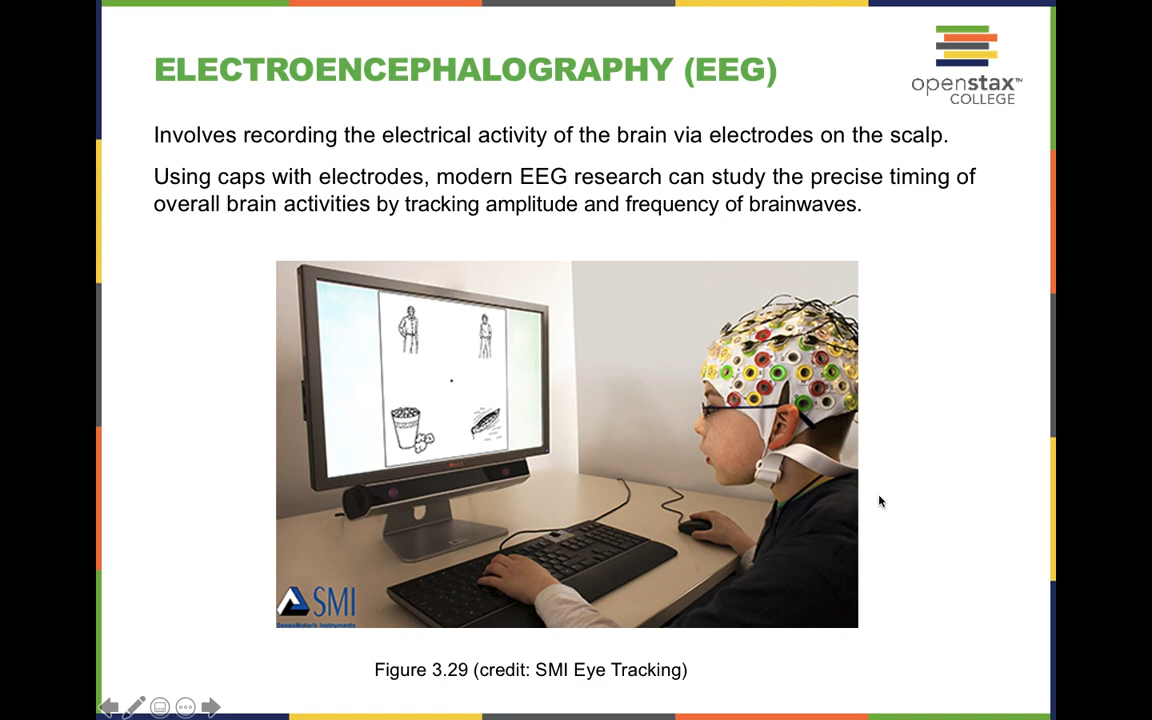 ELECTROENCEPHALOGRAPHY (EEG)
openstax™
COLLEGE
Involves recording the electrical activity of the brain via electrodes on the scalp.
Using caps with electrodes, modern EEG research can study the precise timing of
overall brain activities by tracking amplitude and frequency of brainwaves.
SMI
SensoMotoric Instruments
Figure 3.29 (credit: SMI Eye Tracking)